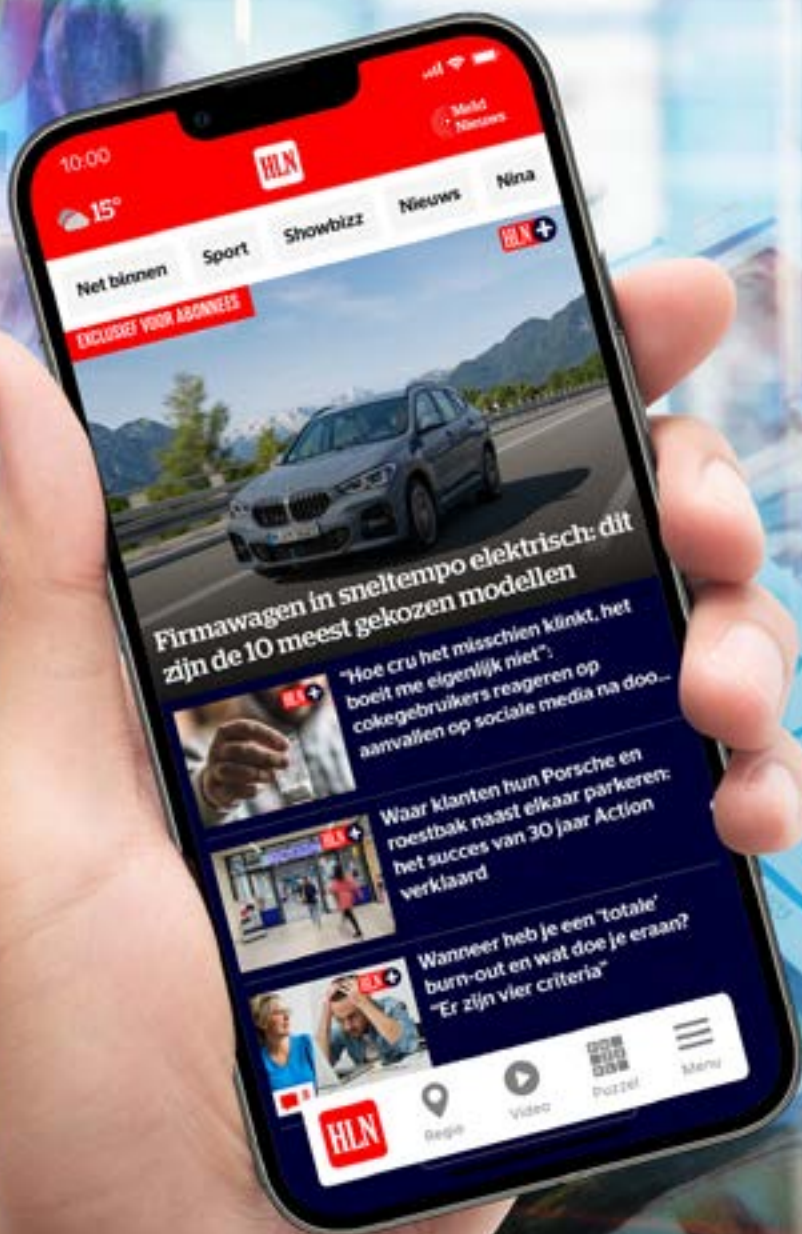 10:00
Meld
Nieuws
HLN
15°
Net binnen
Sport
Showbizz
Nieuws
Nina
EXCLUSIEF VOOR ABONNEES
HLN+
Firmawagen in sneltempo elektrisch: dit
zijn de 10 meest gekozen modellen
HLN+
"Hoe cru het misschien klinkt, het
boeit me eigenlijk niet":
cokegebruikers reageren op
aanvallen op sociale media na doo...
HLN+
Waar klanten hun Porsche en
roestbak naast elkaar parkeren:
het succes van 30 jaar Action
verklaard
HLN+
Wanneer heb je een 'totale'
burn-out en wat doe je eraan?
"Er zijn vier criteria"
HLN
Regio
Video
Puzzel
Menu